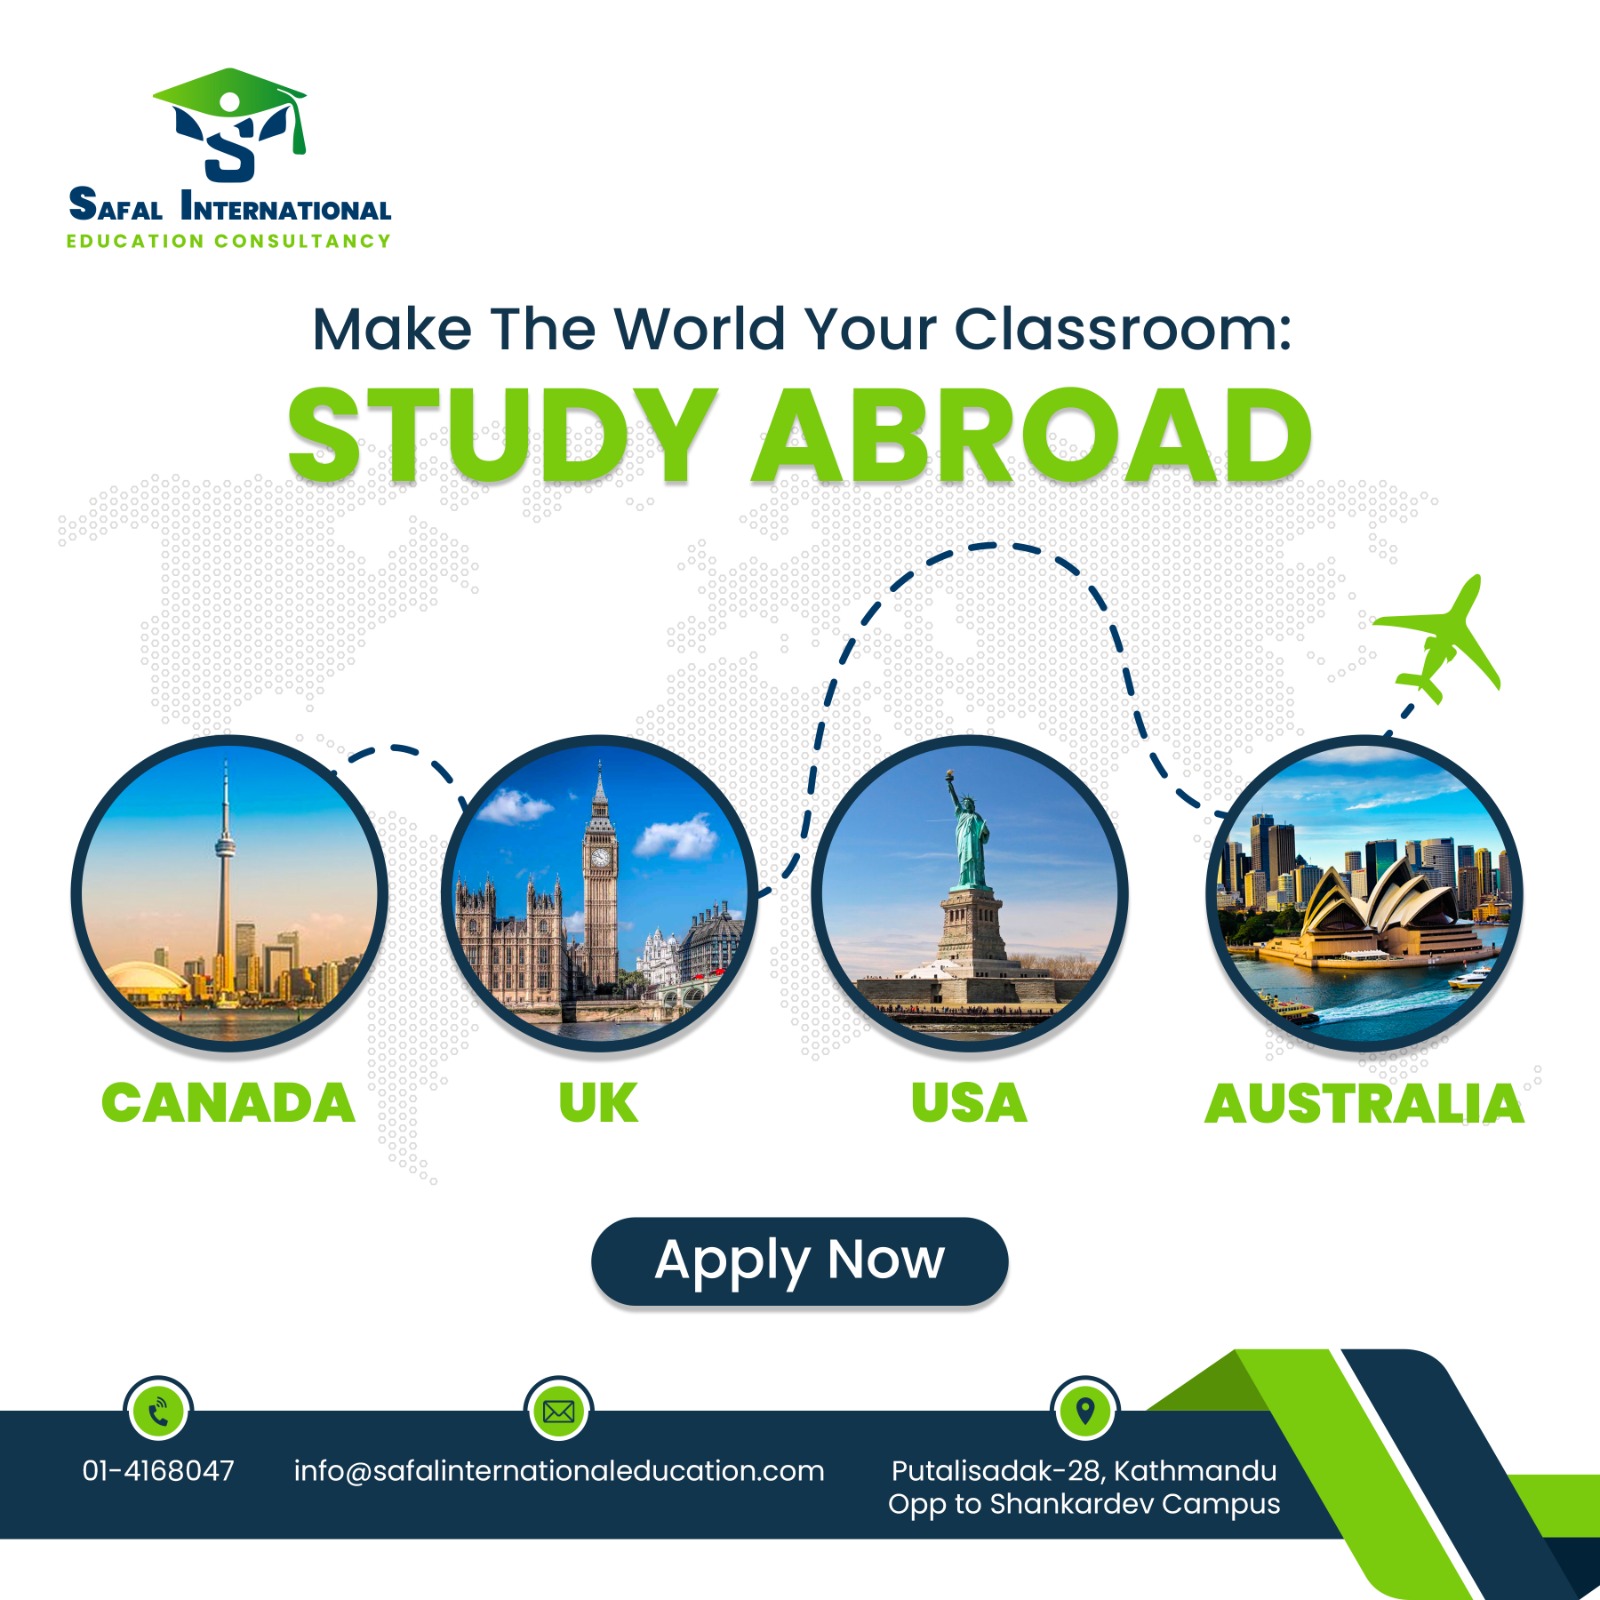 SAFAL INTERNATIONAL
EDUCATION CONSULTANCY
Make The World Your Classroom:
STUDY ABROAD
CANADA
UK
USA
AUSTRALIA
Apply Now
01-4168047
info@safalinternationaleducation.com
Putalisadak-28, Kathmandu
Opp to Shankardev Campus